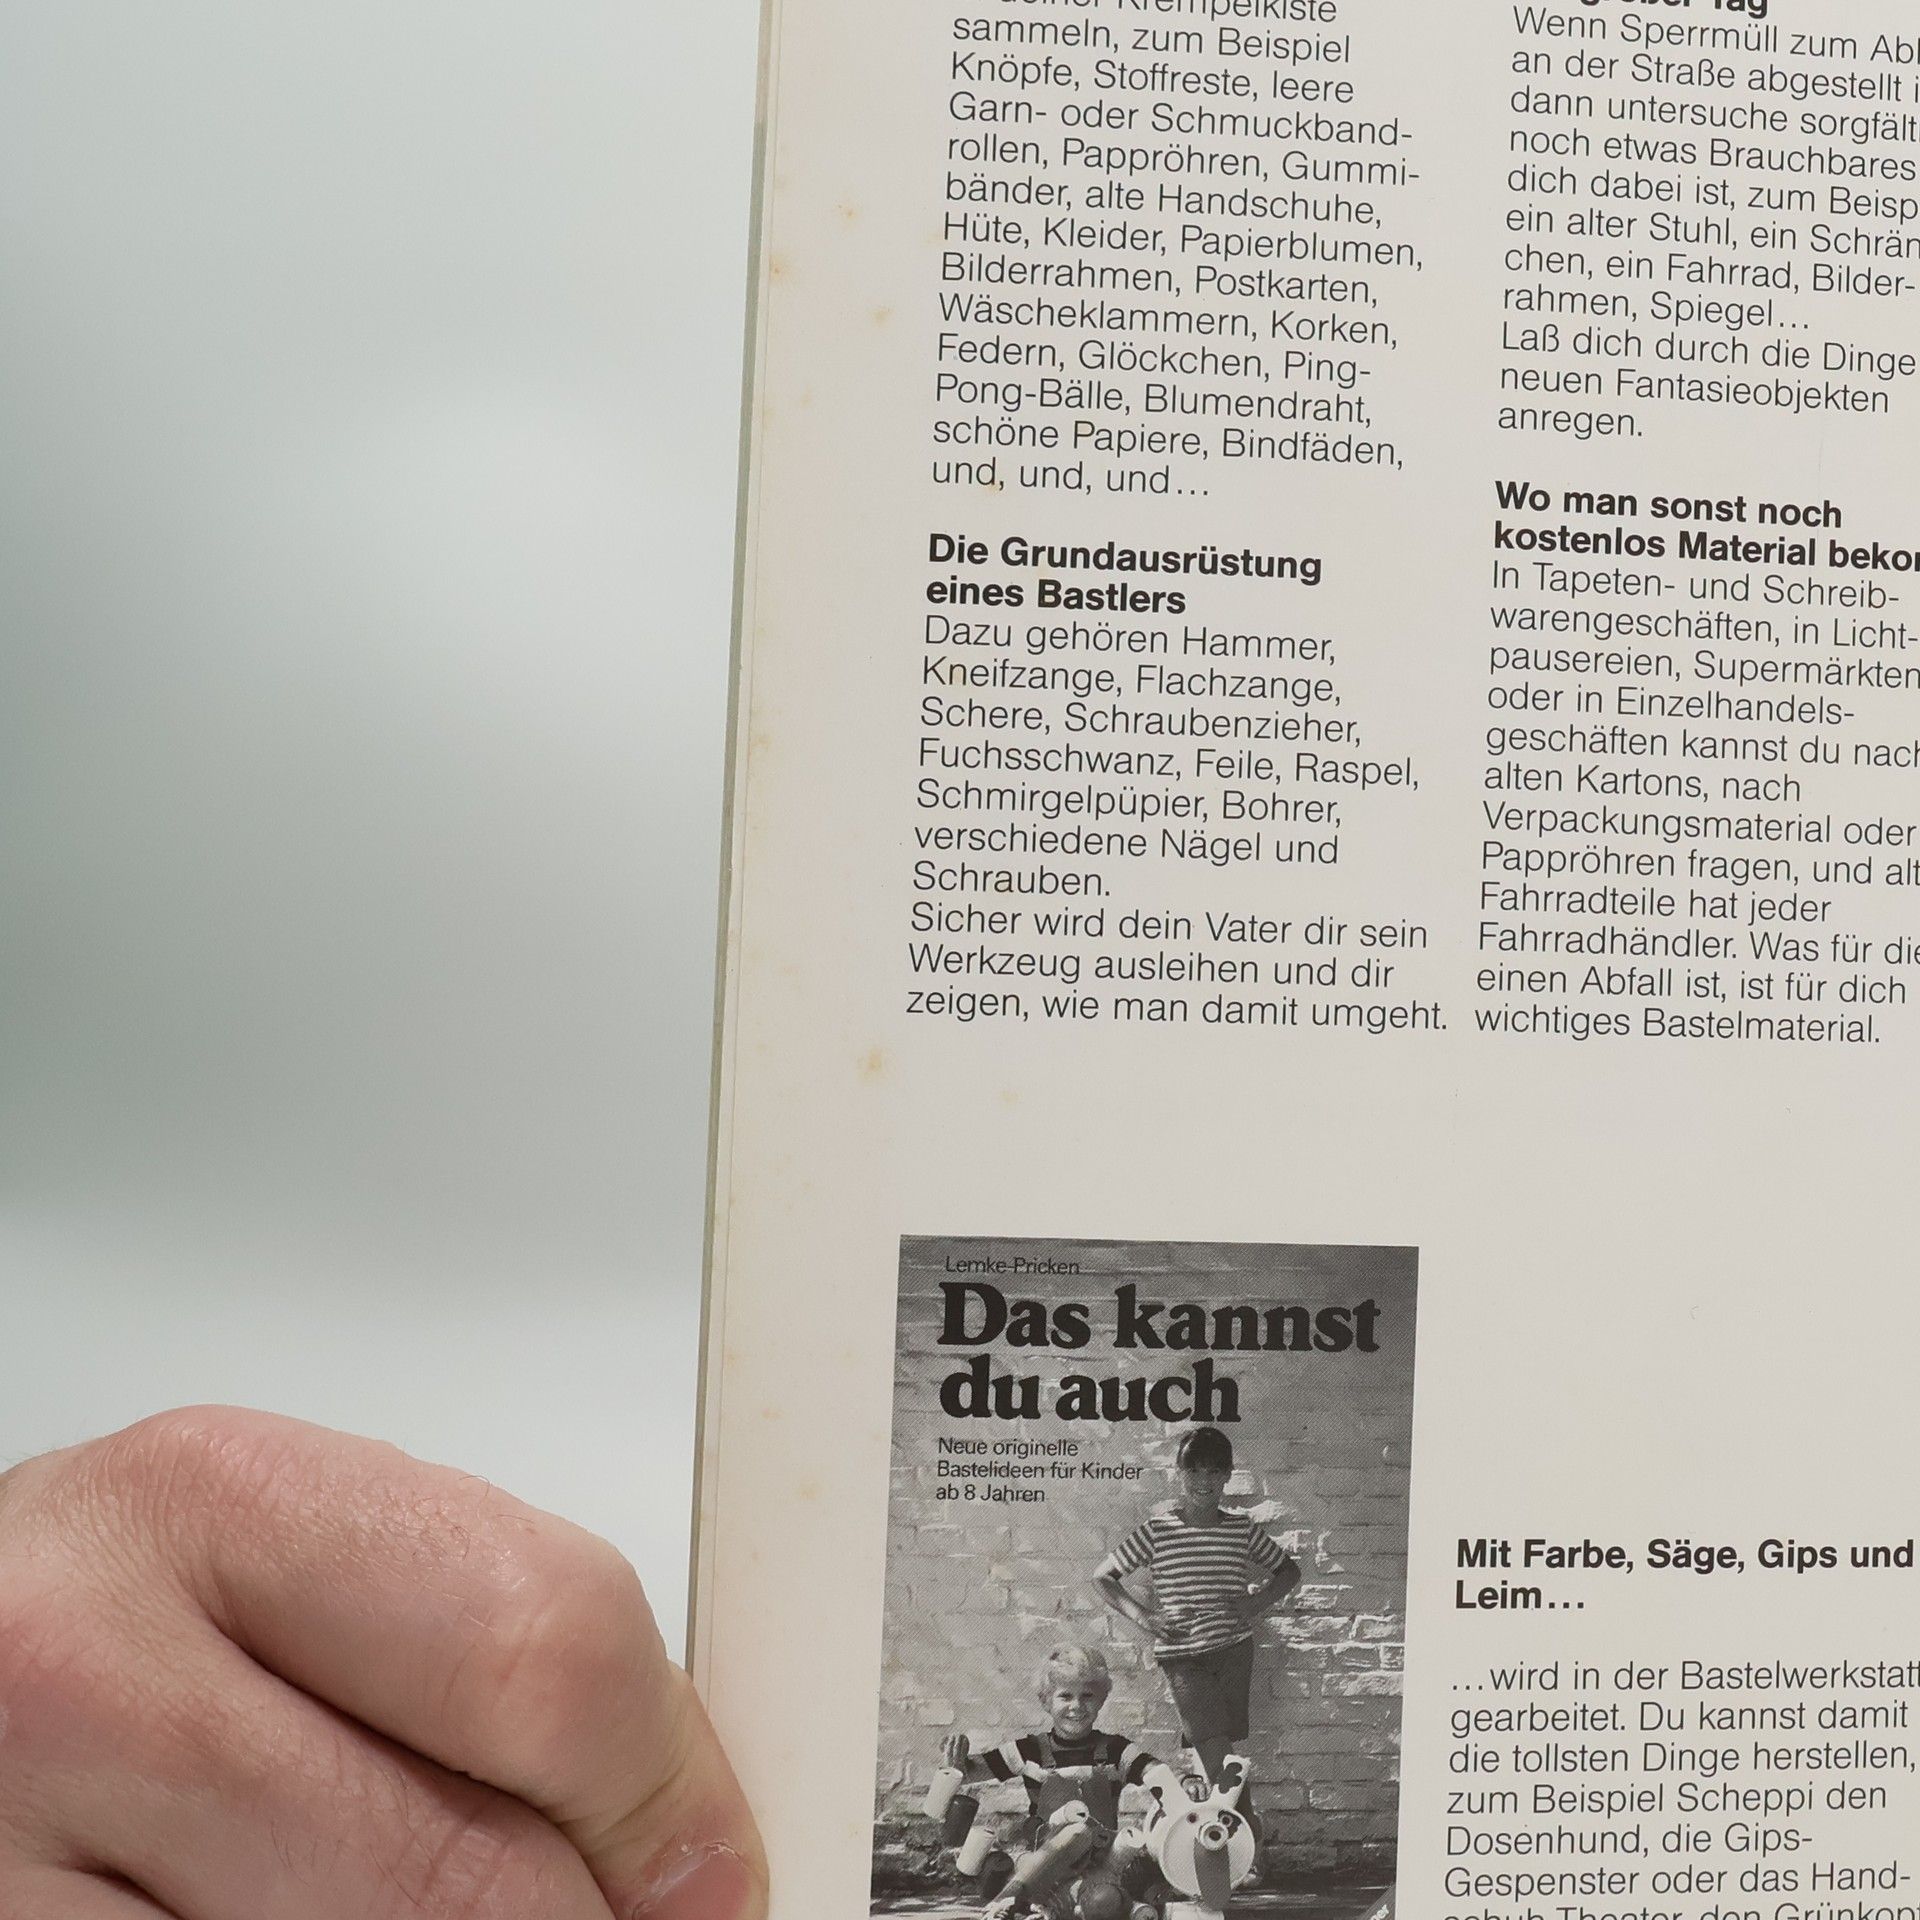 Krempelkiste
sammeln, zum Beispiel
Knöpfe, Stoffreste, leere
Garn- oder Schmuckband-
rollen, Pappröhren, Gummi-
bänder, alte Handschuhe,
Hüte, Kleider, Papierblumen,
Bilderrahmen, Postkarten,
Wäscheklammern, Korken,
Federn, Glöckchen, Ping-
Pong-Bälle, Blumendraht,
schöne Papiere, Bindfäden,
und, und, und...
Die Grundausrüstung
eines Bastlers
Dazu gehören Hammer,
Kneifzange, Flachzange,
Schere, Schraubenzieher,
Fuchsschwanz, Feile, Raspel,
Schmirgelpüpier, Bohrer,
verschiedene Nägel und
Schrauben.
Sicher wird dein Vater dir sein
Werkzeug ausleihen und dir
zeigen, wie man damit umgeht.
Lemke-Pricken
Das kannst
du auch
Neue originelle
Bastelideen für Kinder
ab 8 Jahren
Tag
Wenn Sperrmüll zum
an der Straße abgestellt
dann untersuche
noch etwas Brauchbares
dich dabei ist, zum
ein alter Stuhl, ein
chen, ein Fahrrad, Bilder-
rahmen, Spiegel...
Laß dich durch die Dinge
neuen Fantasieobjekten
anregen.
Wo man sonst noch
kostenlos Material
In Tapeten- und Schreib-
warengeschäften, in Licht-
pausereien, Supermärkten
oder in Einzelhandels-
geschäften kannst du
alten Kartons, nach
Verpackungsmaterial oder
Pappröhren fragen, und
Fahrradteile hat jeder
Fahrradhändler. Was für
einen Abfall ist, ist für dich
wichtiges Bastelmaterial.
Mit Farbe, Säge, Gips und
Leim...
...wird in der Bastelwerkstatt
gearbeitet. Du kannst damit
die tollsten Dinge herstellen,
zum Beispiel Scheppi den
Dosenhund, die Gips-
Gespenster oder das Hand-